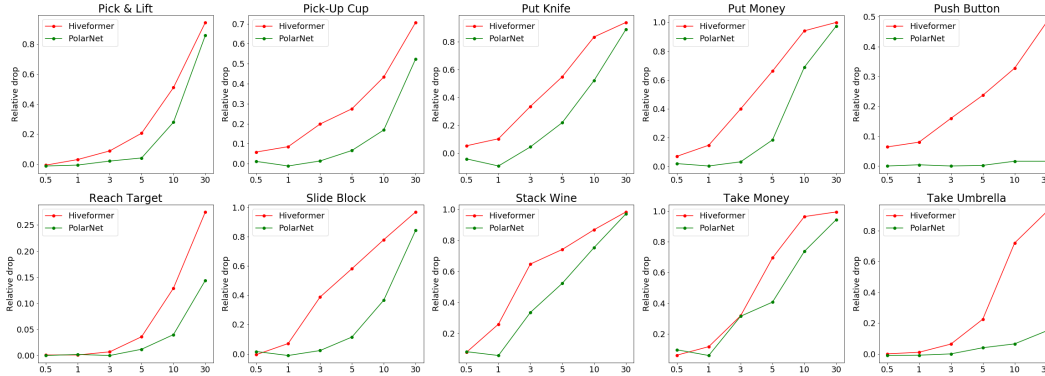 Pick & Lift
Hiveformer
PolarNet
Relative drop
0.8
0.6
0.4
0.2
0.0
0.5 1 3 5 10 30
Pick-Up Cup
Hiveformer
PolarNet
Relative drop
0.7
0.6
0.5
0.4
0.3
0.2
0.1
0.0
0.5 1 3 5 10 30
Put Knife
Hiveformer
PolarNet
Relative drop
0.8
0.6
0.4
0.2
0.0
0.5 1 3 5 10 30
Put Money
Hiveformer
PolarNet
Relative drop
1.0
0.8
0.6
0.4
0.2
0.0
0.5 1 3 5 10 30
Push Button
Hiveformer
PolarNet
Relative drop
0.5
0.4
0.3
0.2
0.1
0.0
0.5 1 3 5 10 3
Reach Target
Hiveformer
PolarNet
Relative drop
0.25
0.20
0.15
0.10
0.05
0.00
0.5 1 3 5 10 30
Slide Block
Hiveformer
PolarNet
Relative drop
1.0
0.8
0.6
0.4
0.2
0.0
0.5 1 3 5 10 30
Stack Wine
Hiveformer
PolarNet
Relative drop
1.0
0.8
0.6
0.4
0.2
0.5 1 3 5 10 30
Take Money
Hiveformer
PolarNet
Relative drop
1.0
0.8
0.6
0.4
0.2
0.5 1 3 5 10 30
Take Umbrella
Hiveformer
PolarNet
Relative drop
0.8
0.6
0.4
0.2
0.0
0.5 1 3 5 10 3